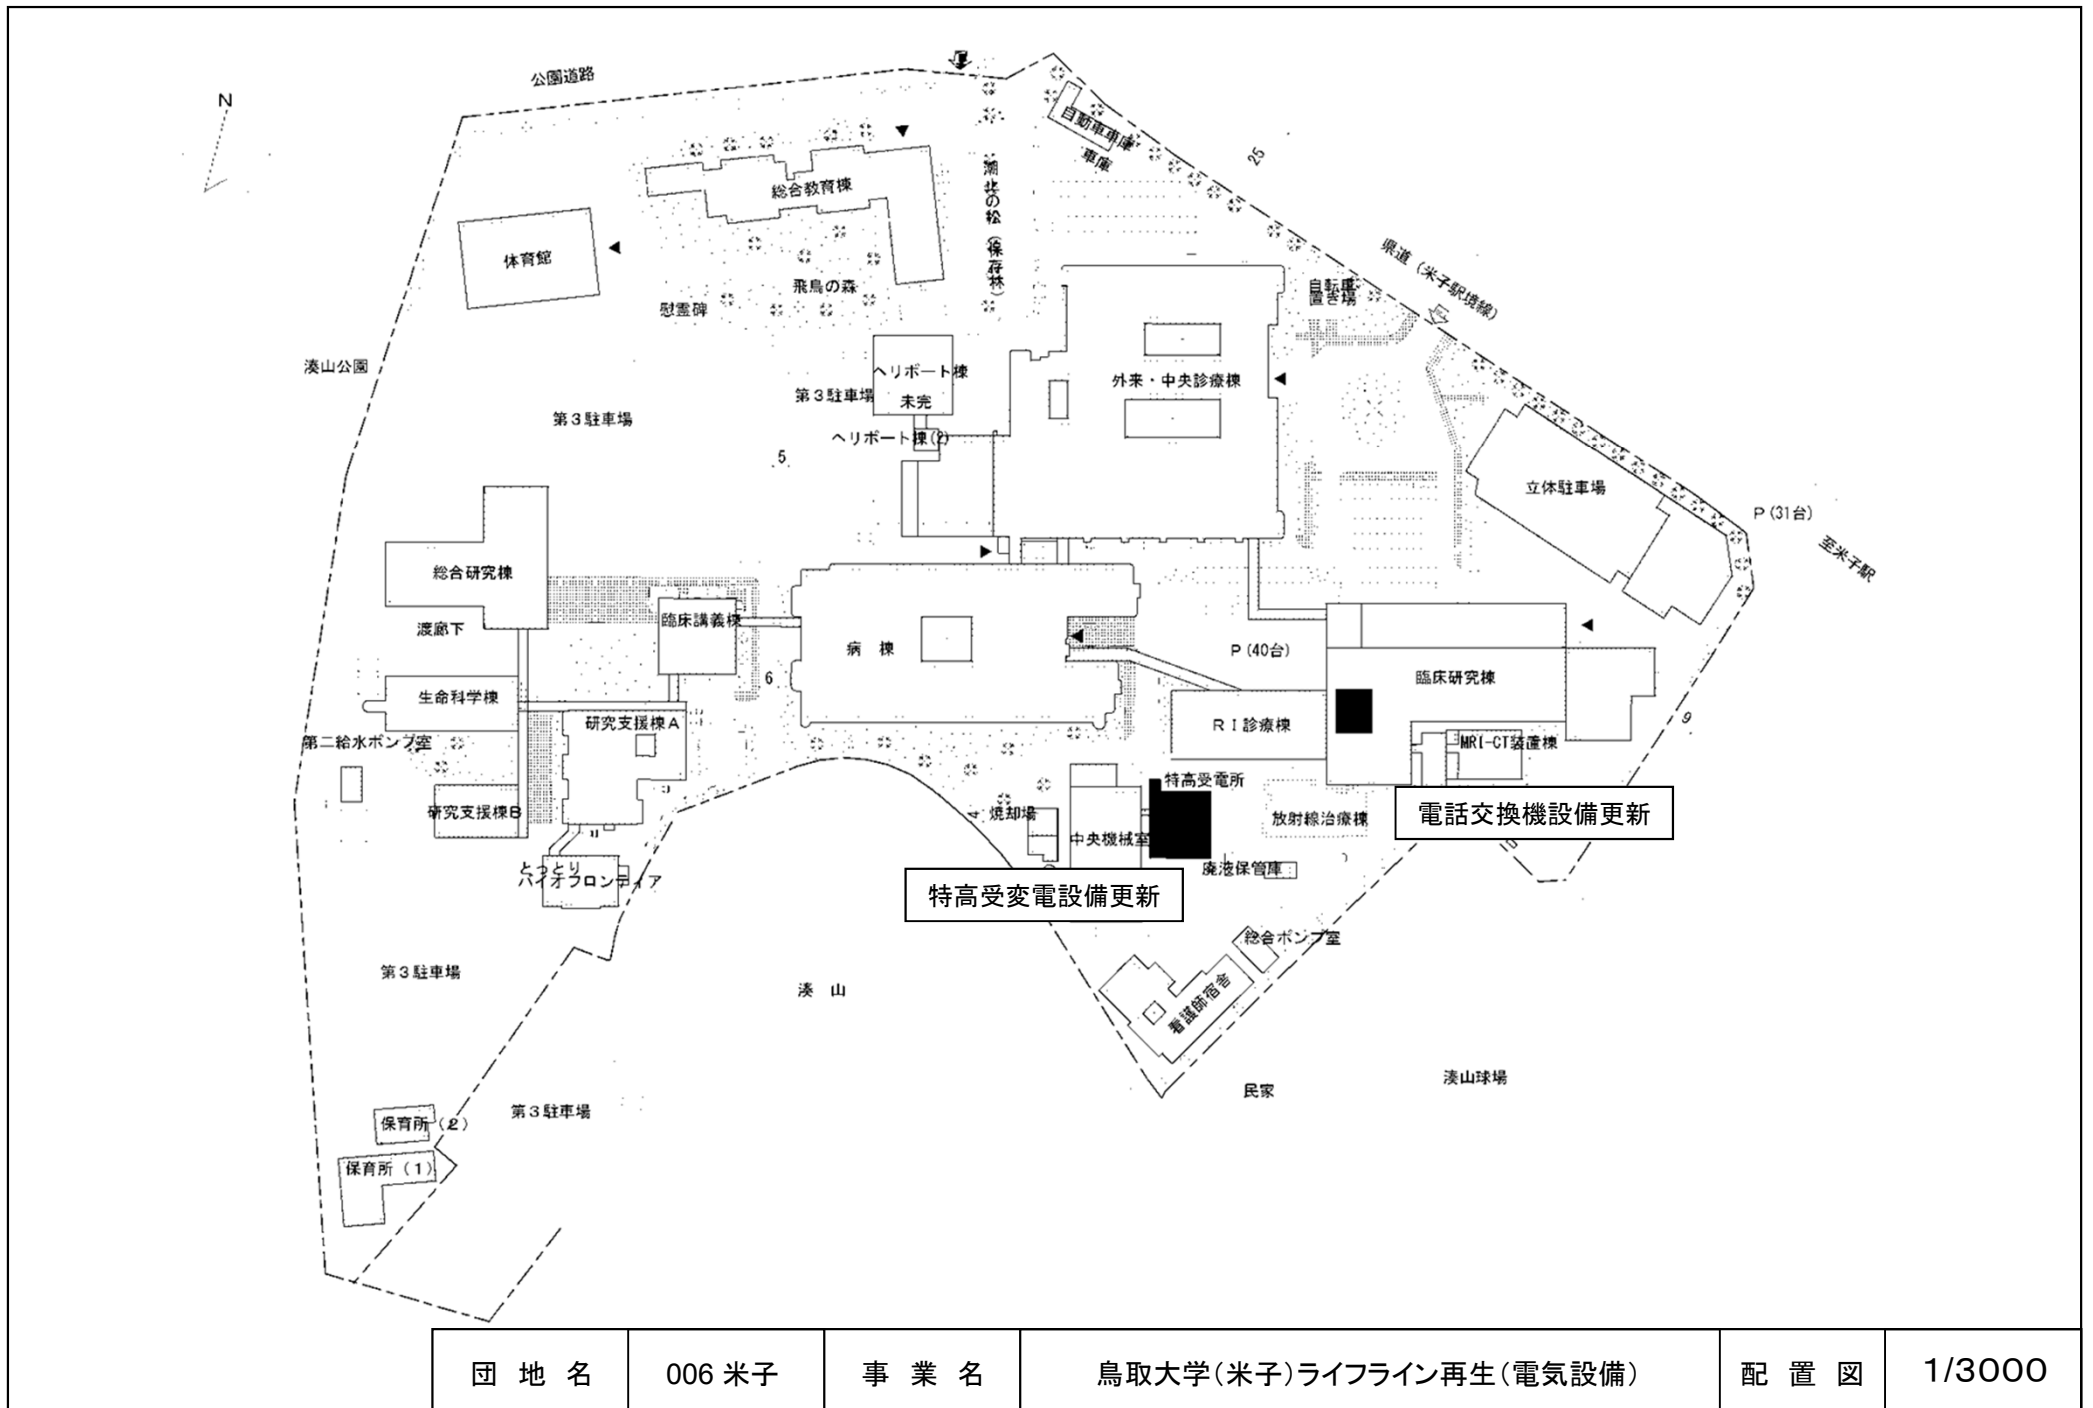 公園道路
N
自動車車庫
車庫
25
総合教育棟
湖北の松(保存林)
体育館
飛鳥の森
慰霊碑
県道(米子駅境線)
自転車
置き場
湊山公園
ヘリポート棟
未完
第3駐車場
外来・中央診療棟
第3駐車場
ヘリポート棟(2)
5
立体駐車場
P(31台)
至米子駅
総合研究棟
渡廊下
臨床講義棟
病棟
P(40台)
臨床研究棟
6
生命科学棟
研究支援棟A
RI診療棟
9
第二給水ポンプ室
MRI-CT装置棟
特高受電所
研究支援棟B
焼却場
4
中央機械室
放射線治療棟
電話交換機設備更新
とっとり
バイオフロンティア
廃液保管庫
特高受変電設備更新
総合ポンプ室
第3駐車場
湊山
看護師宿舎
湊山球場
民家
第3駐車場
保育所(2)
保育所(1)
団地名 006 米子 事業名 鳥取大学(米子)ライフライン再生(電気設備) 配置図 1/3000